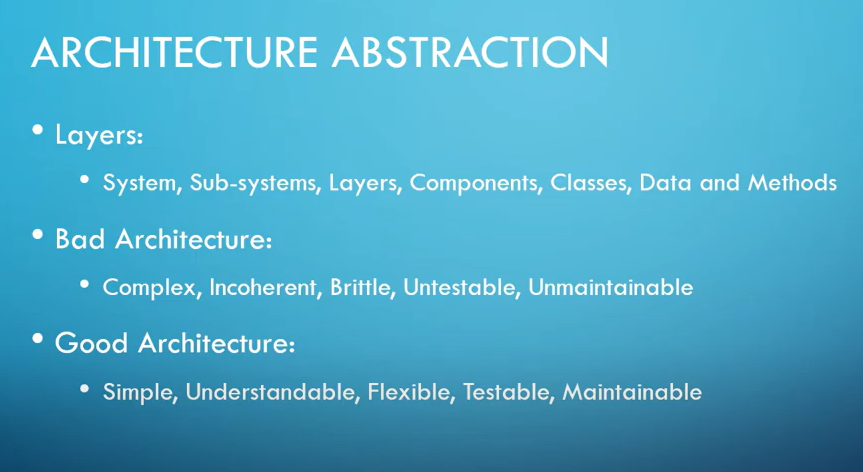 ARCHITECTURE ABSTRACTION
• Layers:
• System, Sub-systems, Layers, Components, Classes, Data and Methods
• Bad Architecture:
• Complex, Incoherent, Brittle, Untestable, Unmaintainable
• Good Architecture:
• Simple, Understandable, Flexible, Testable, Maintainable